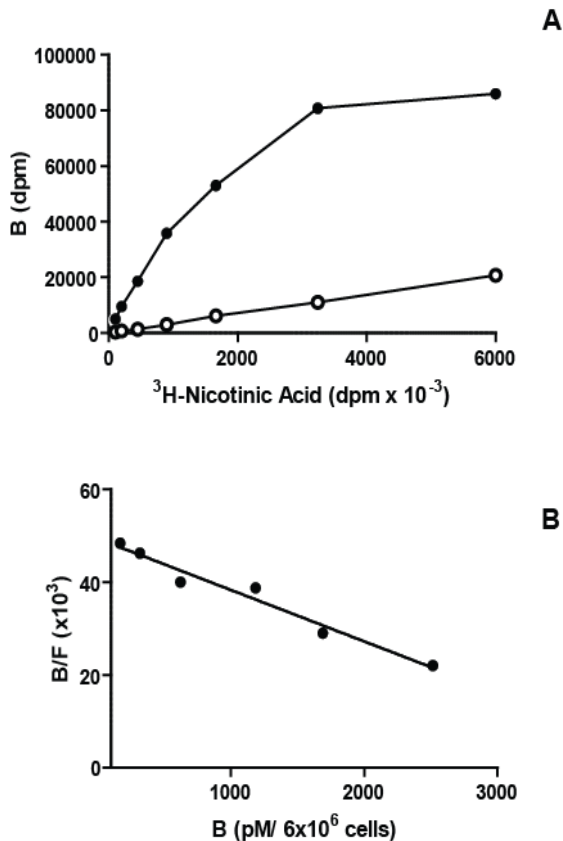 A
100000
80000
60000
40000
20000
0
B (dpm)
0 2000 4000 6000
³H-Nicotinic Acid (dpm x 10⁻³)
B
60
40
20
0
B/F (x10³)
1000 2000 3000
B (pM/ 6x10⁶ cells)